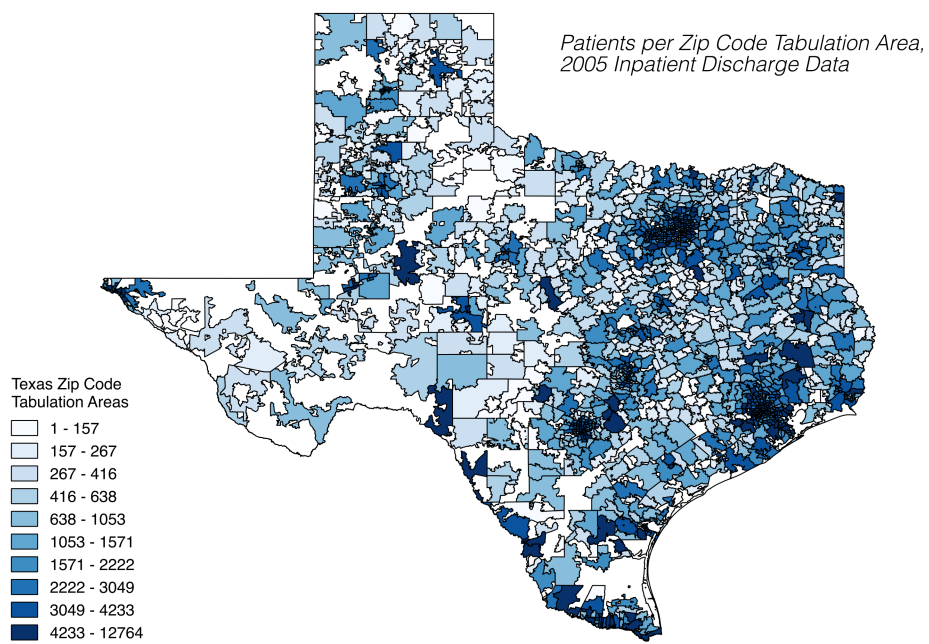 Patients per Zip Code Tabulation Area,
2005 Inpatient Discharge Data
Texas Zip Code
Tabulation Areas
1 - 157
157 - 267
267 - 416
416 - 638
638 - 1053
1053 - 1571
1571 - 2222
2222 - 3049
3049 - 4233
4233 - 12764